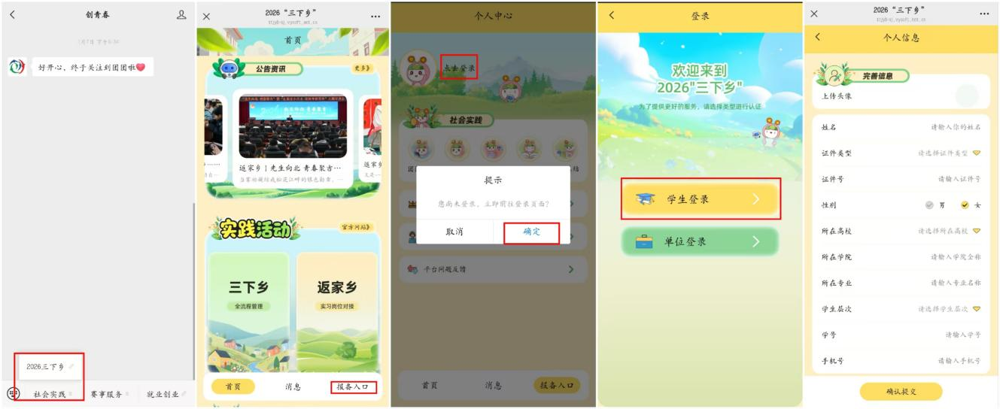 创青春
好开心，终于关注到团团啦
2026三下乡
社会实践
赛事服务
就业创业
2026“三下乡”
首页
公告资讯
更多》
返家乡 | 先生向北 青春聚吉…
实践活动
官方网站》
三下乡
全流程管理
返家乡
实习岗位对接
首页
消息
报备入口
个人中心
点击登录
社会实践
提示
您尚未登录，立即前往登录页面？
取消
确定
平台问题反馈
首页
消息
报备入口
登录
欢迎来到
2026"三下乡"
为了提供更好的服务，请选择类型进行认证
学生登录
单位登录
2026“三下乡”
个人信息
完善信息
上传头像
姓名 请输入你的姓名
证件类型 请选择证件类型
证件号 请输入证件号
性别 男 女
所在高校 请选择所在高校
所在学院 请输入学院全称
所在专业 请输入专业名称
学生层次 请选择学生层次
学号 请输入学号
手机号 请输入手机号
确认提交